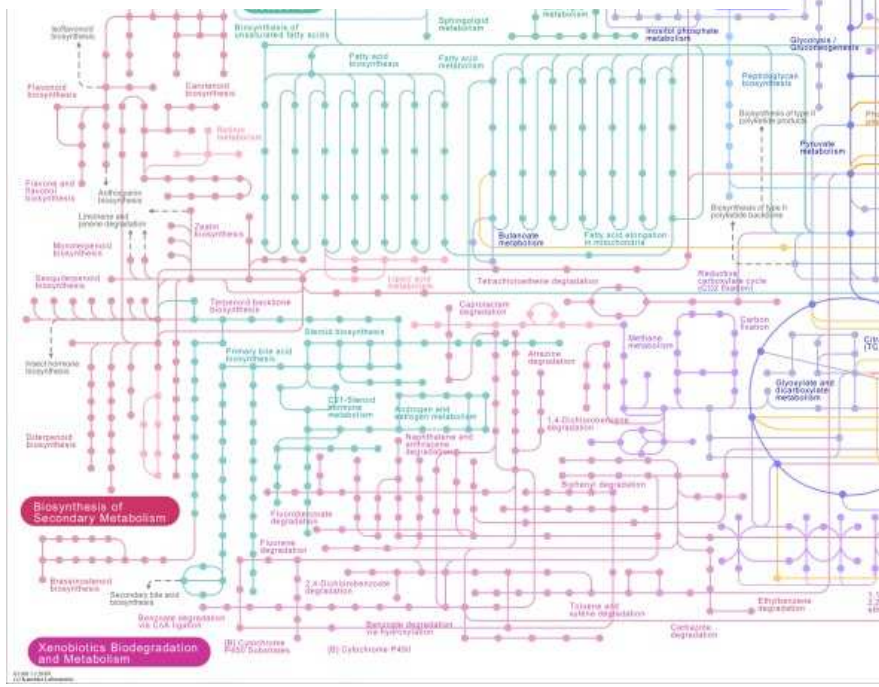 Biosynthesis of
unsaturated fatty acids
Sphingolipid
metabolism
metabolism
Inositol phosphate
metabolism
Glycolysis /
Gluconeogenesis
Isoflavonoid
biosynthesis
Fatty acid
biosynthesis
Fatty acid
metabolism
Peptidoglycan
biosynthesis
Flavonoid
biosynthesis
Carotenoid
biosynthesis
Biosynthesis of type II
polyketide products
Retinol
metabolism
Pyruvate
metabolism
Flavone and
flavonol
biosynthesis
Anthocyanin
biosynthesis
Limonene and
pinene degradation
Zeatin
biosynthesis
Biosynthesis of type II
polyketide backbone
Monoterpenoid
biosynthesis
Butanoate
metabolism
Fatty acid elongation
in mitochondria
Sesquiterpenoid
biosynthesis
Lipoic acid
metabolism
Tetrachloroethene degradation
Reductive
carboxylate cycle
(CO2 fixation)
Terpenoid backbone
biosynthesis
Caprolactam
degradation
Carbon
fixation
Steroid biosynthesis
Methane
metabolism
Primary bile acid
biosynthesis
Atrazine
degradation
Insect hormone
biosynthesis
Glyoxylate and
dicarboxylate
metabolism
C21-Steroid
hormone
metabolism
Androgen and
estrogen metabolism
1,4-Dichlorobenzene
degradation
Diterpenoid
biosynthesis
Naphthalene and
anthracene
degradation
Biphenyl degradation
Biosynthesis of
Secondary Metabolism
Fluorobenzoate
degradation
Fluorene
degradation
Brassinosteroid
biosynthesis
Secondary bile acid
biosynthesis
2,4-Dichlorobenzoate
degradation
Toluene and
xylene degradation
Ethylbenzene
degradation
Benzoate degradation
via CoA ligation
Benzoate degradation
via hydroxylation
Carbazole
degradation
(B) Cytochrome
P450 Substrates
(B) Cytochrome P450
Xenobiotics Biodegradation
and Metabolism
(c) Kanehisa Laboratories